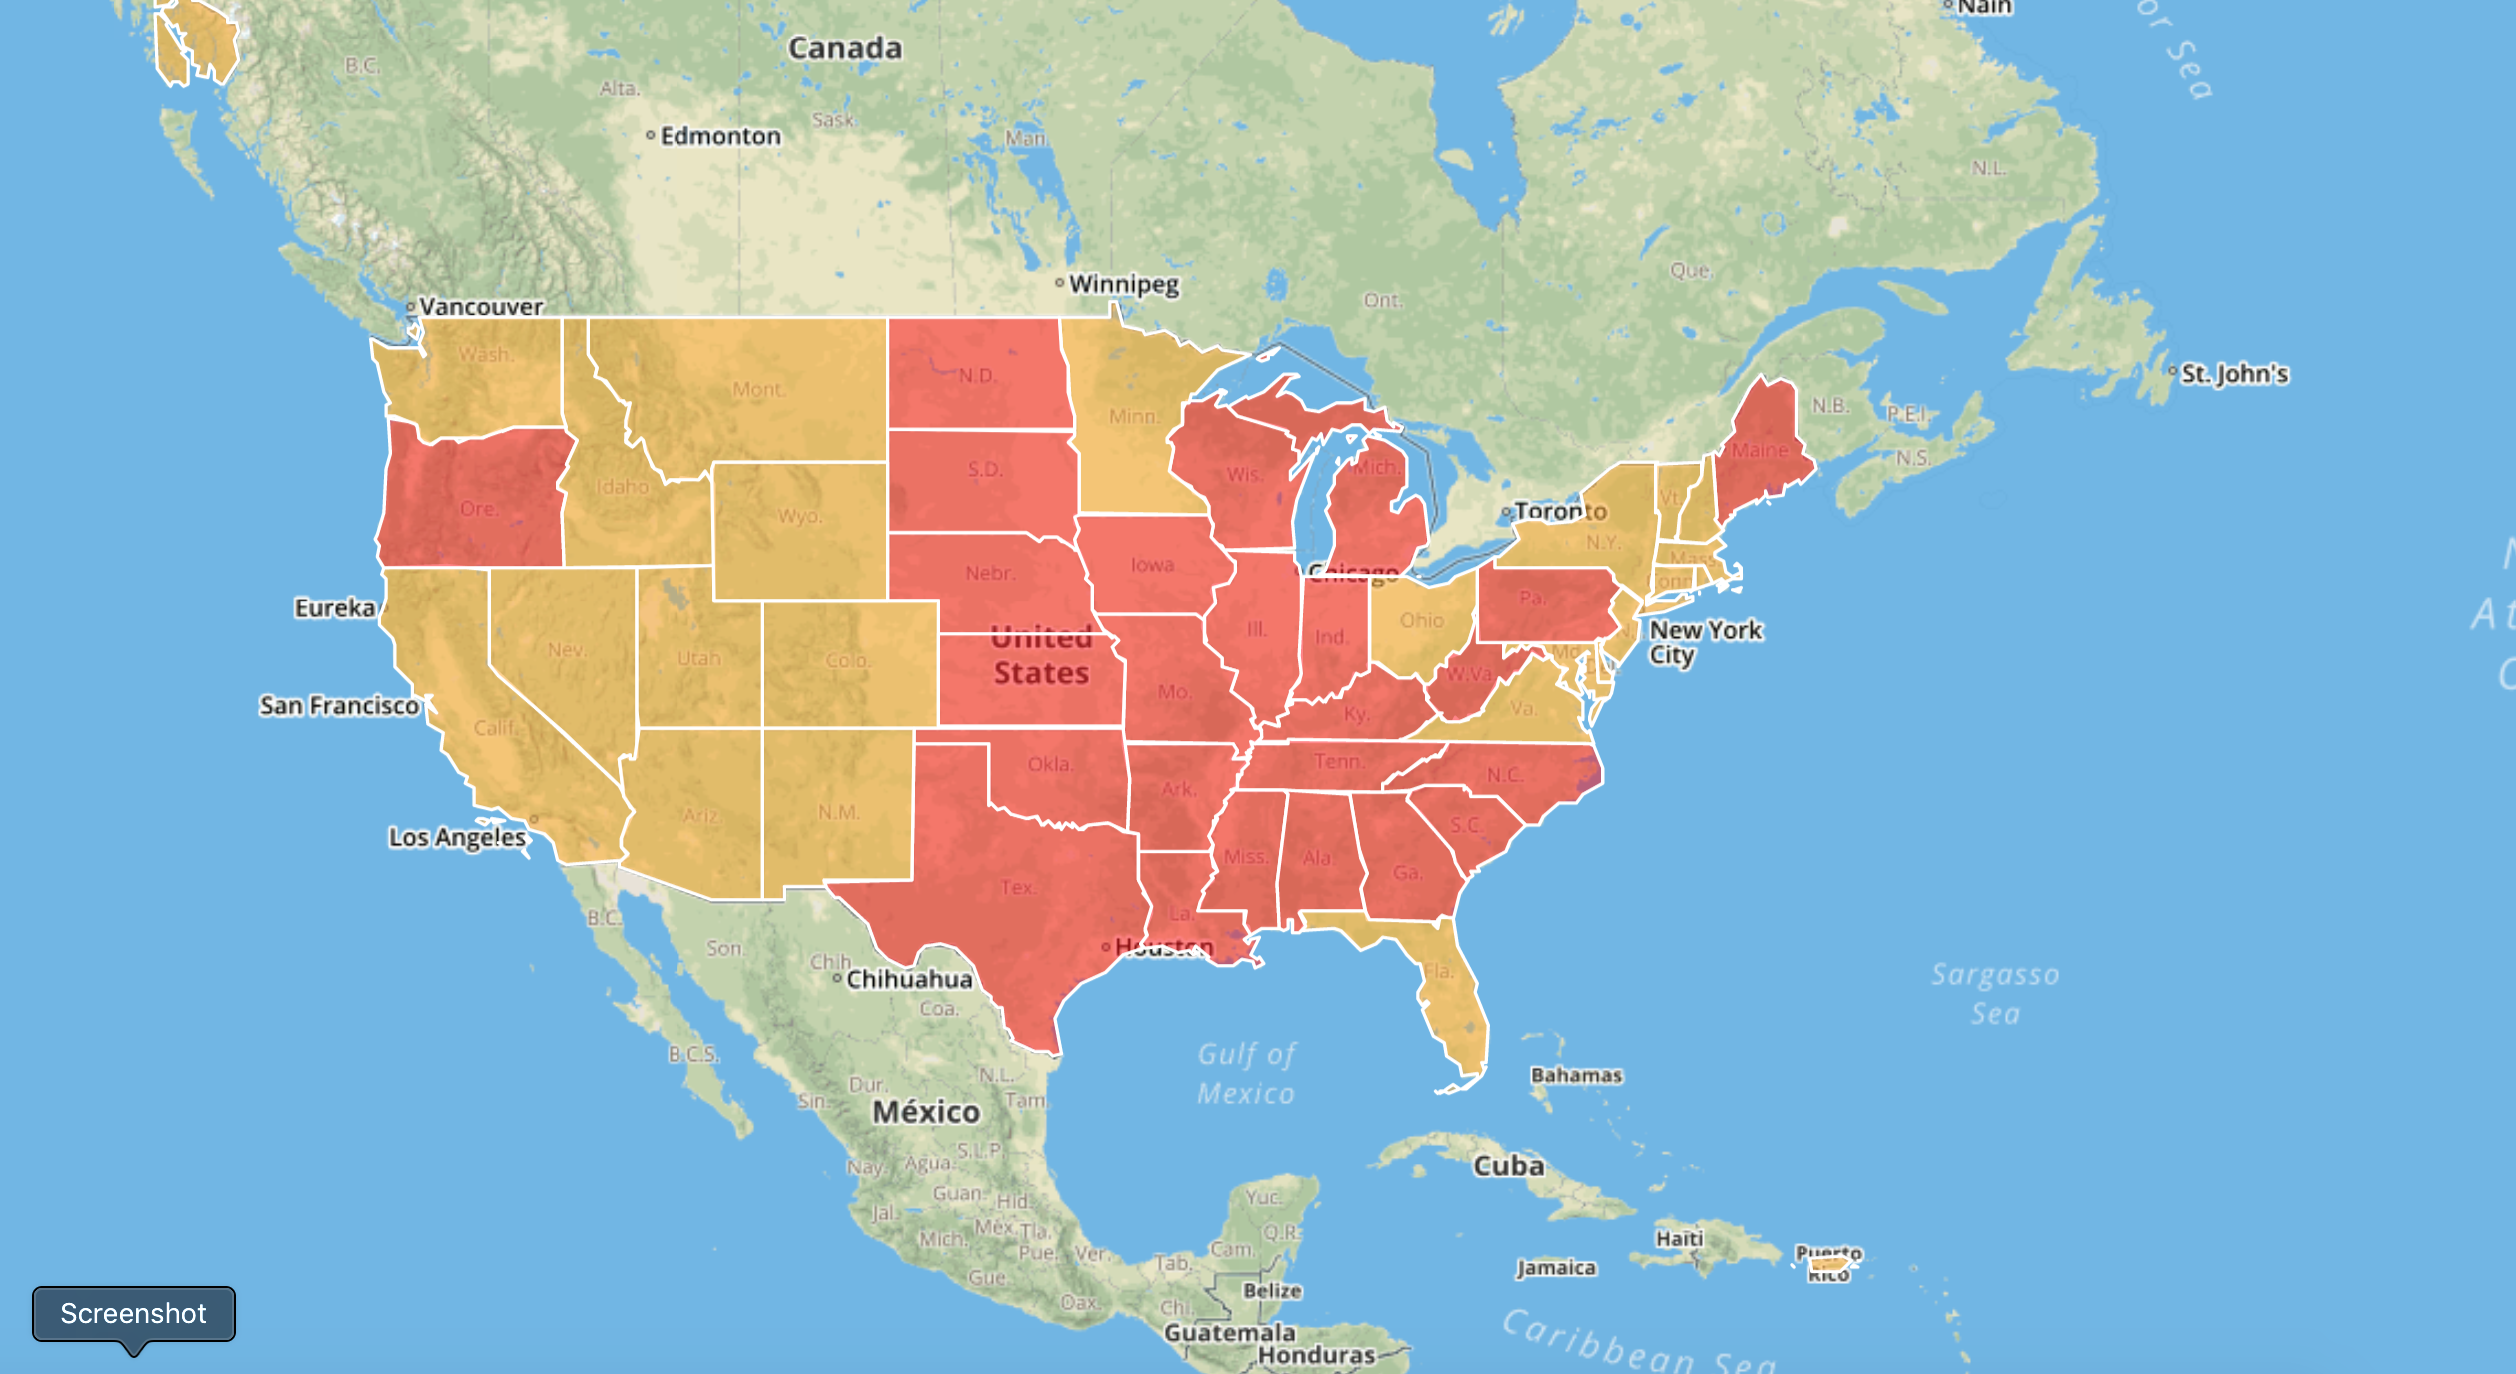 Nain
or Sea
Canada
B.C.
Alta.
Sask.
Man.
Edmonton
N.L.
Que.
Ont.
Winnipeg
Vancouver
St. John's
N.B.
P.E.I.
N.S.
Wash.
Mont.
N.D.
Minn.
Maine
Ore.
Idaho
Wyo.
S.D.
Wis.
Mich.
Toronto
Vt.
N.Y.
Mass.
Conn.
Iowa
Nebr.
Chicago
Eureka
Pa.
Ohio
Ill.
Ind.
N.
New York
City
United
States
Nev.
Utah
Colo.
Md.
Del.
W.Va.
Va.
San Francisco
Calif.
Mo.
Ky.
Okla.
Tenn.
N.C.
Ark.
Ariz.
N.M.
S.C.
Los Angeles
Miss.
Ala.
Ga.
Tex.
La.
Houston
Fla.
B.C.
Son.
Chih.
Chihuahua
Coa.
Sargasso
Sea
Gulf of
Mexico
B.C.S.
N.L.
Dur.
Sin.
Tam.
México
Bahamas
S.L.P.
Nay.
Agua.
Cuba
Guan.
Hid.
Yuc.
Jal.
Méx.
Tla.
Q.R.
Mich.
Pue.
Ver.
Cam.
Tab.
Haïti
Puerto
Rico
Jamaica
Gue.
Belize
Oax.
Chi.
Screenshot
Guatemala
Honduras
Caribbean Sea